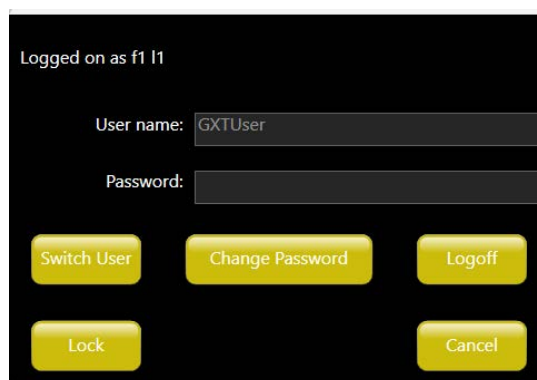 Logged on as f1 l1
User name: GXTUser
Password:
Switch User Change Password Logoff
Lock Cancel